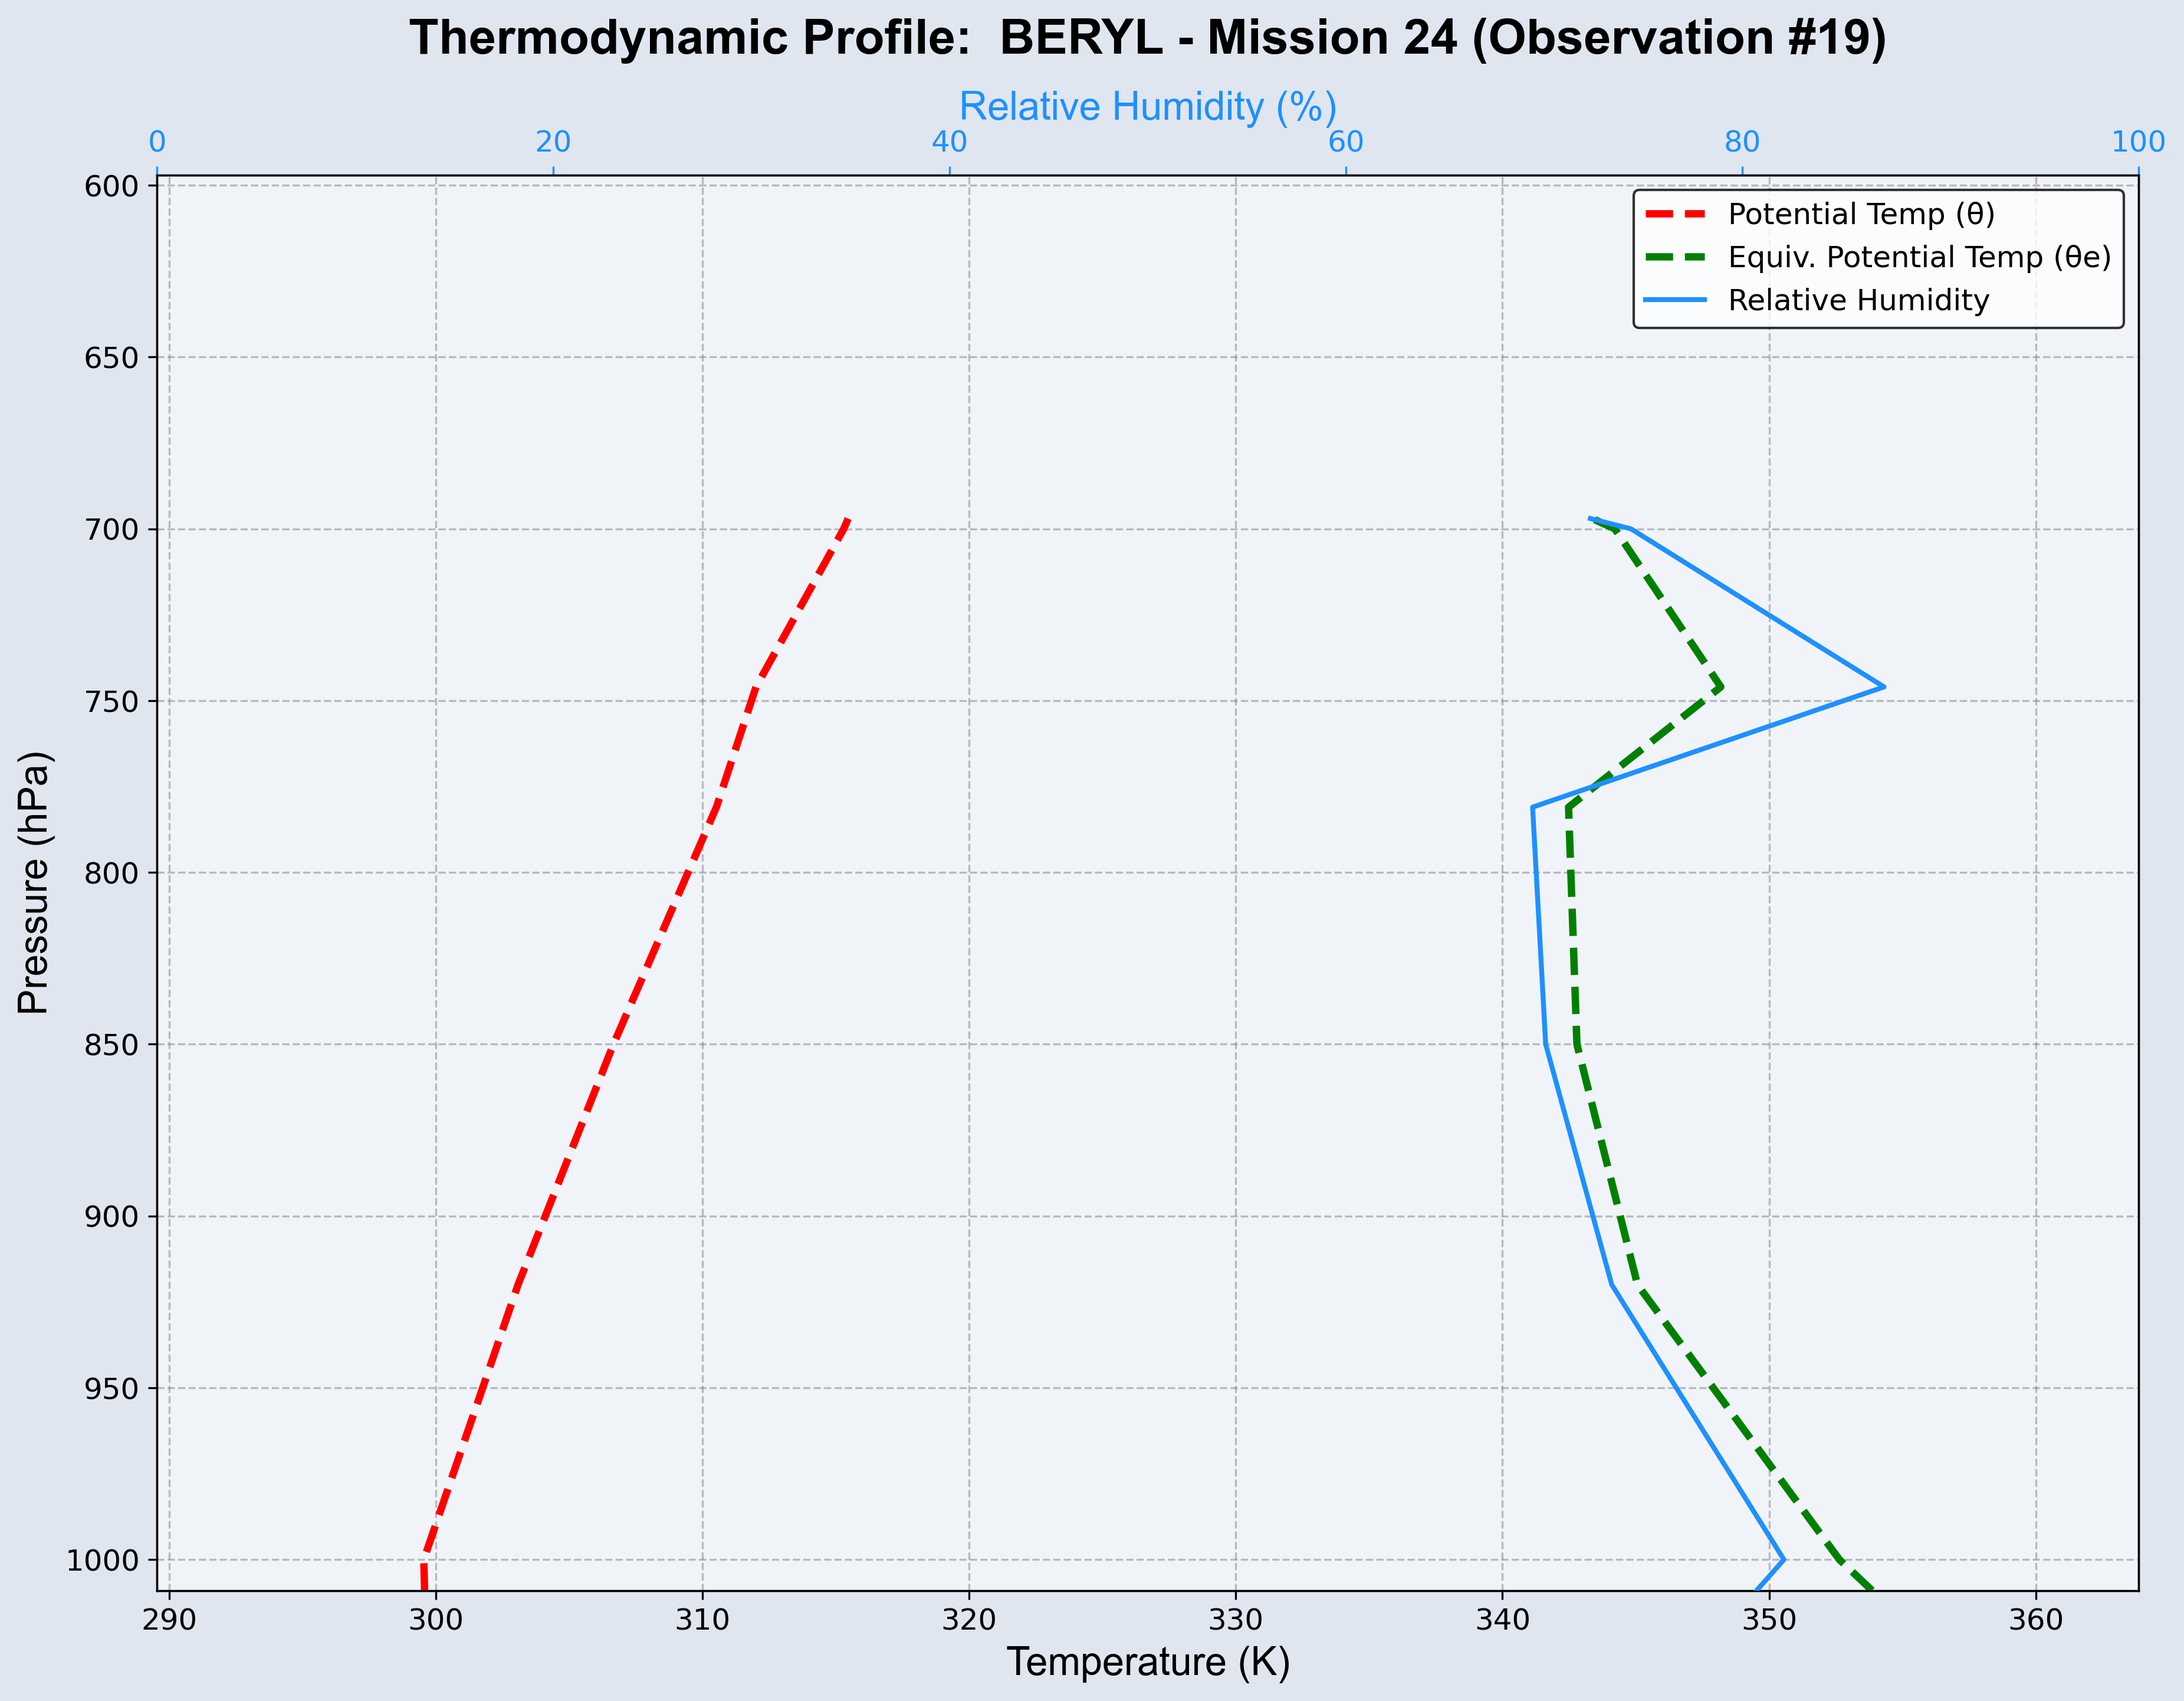 Thermodynamic Profile:  BERYL - Mission 24 (Observation #19)
Relative Humidity (%)
0 20 40 60 80 100
Potential Temp (θ)
Equiv. Potential Temp (θe)
Relative Humidity
Pressure (hPa)
600
650
700
750
800
850
900
950
1000
290 300 310 320 330 340 350 360
Temperature (K)